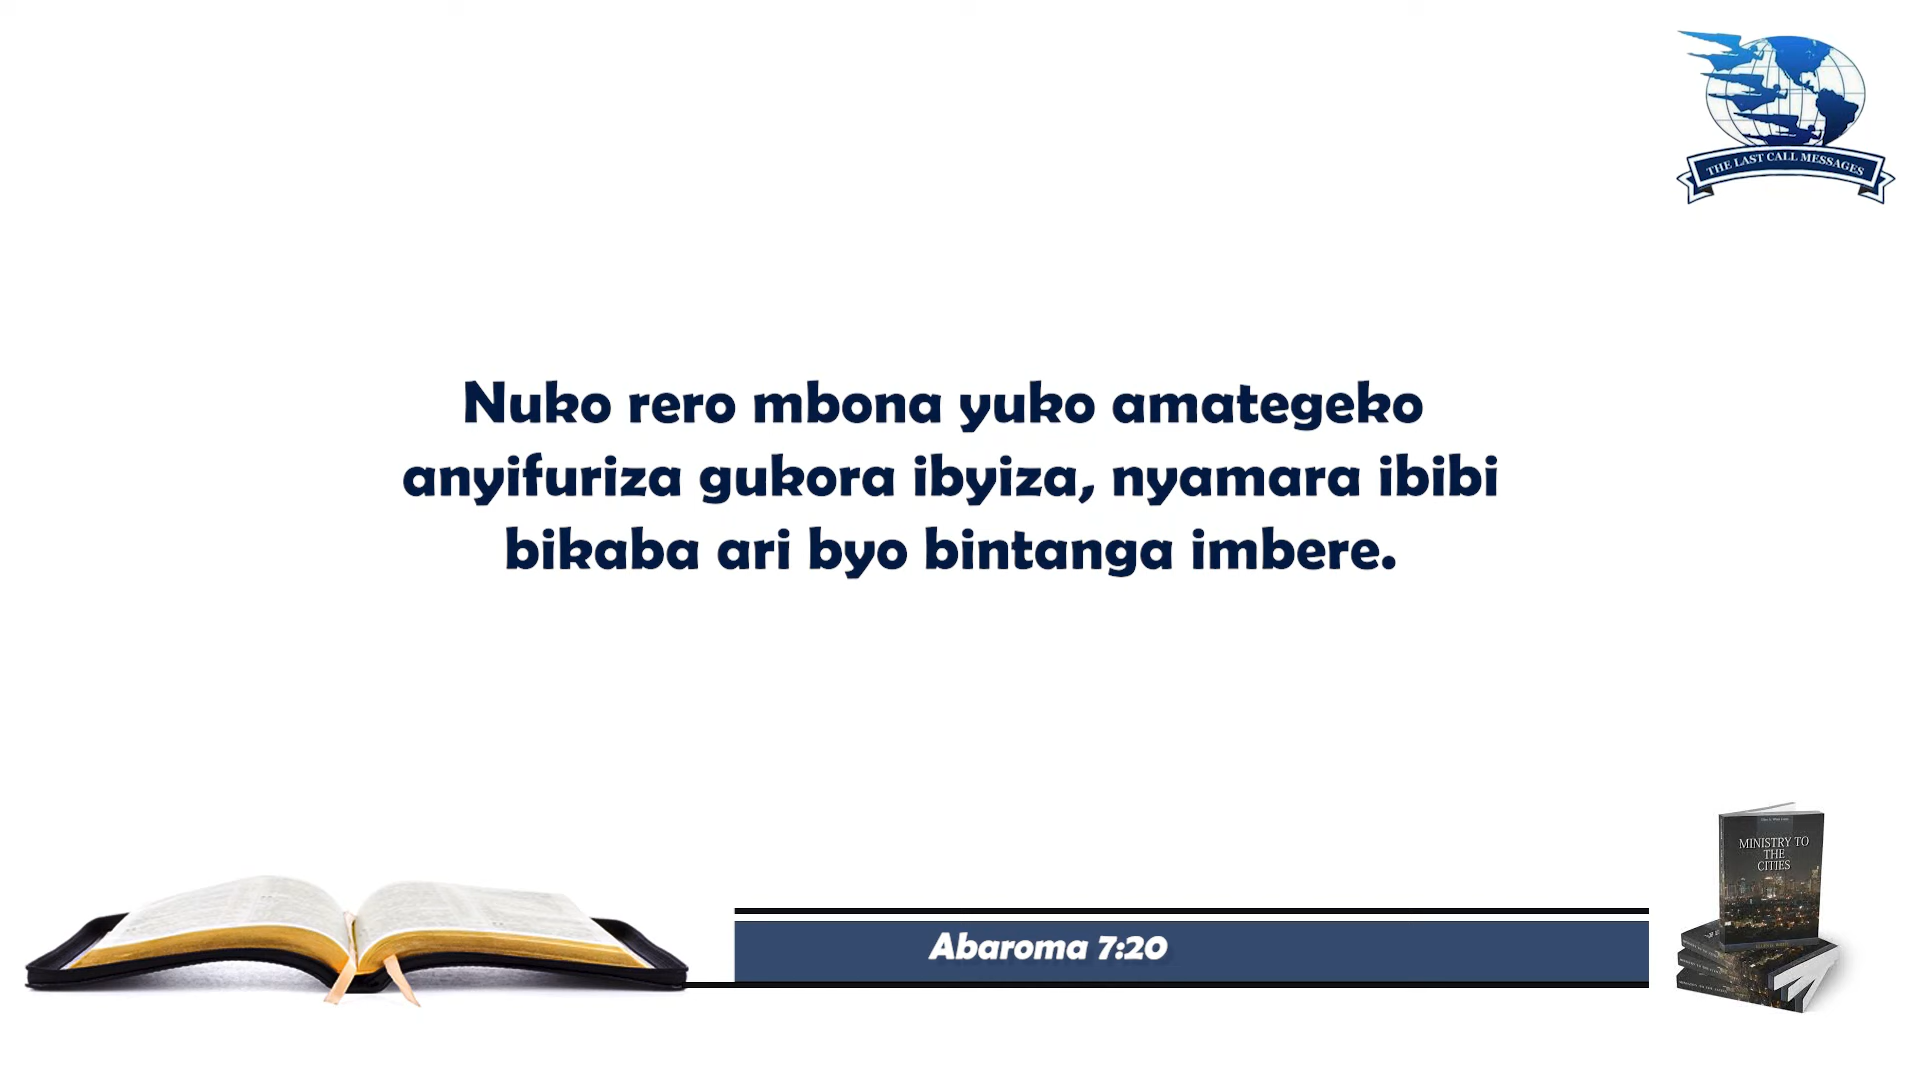 THE LAST CALL MESSAGES
Nuko rero mbona yuko amategeko
anyifuriza gukora ibyiza, nyamara ibibi
bikaba ari byo bintanga imbere.
MINISTRY TO
THE
CITIES
Abaroma 7:20